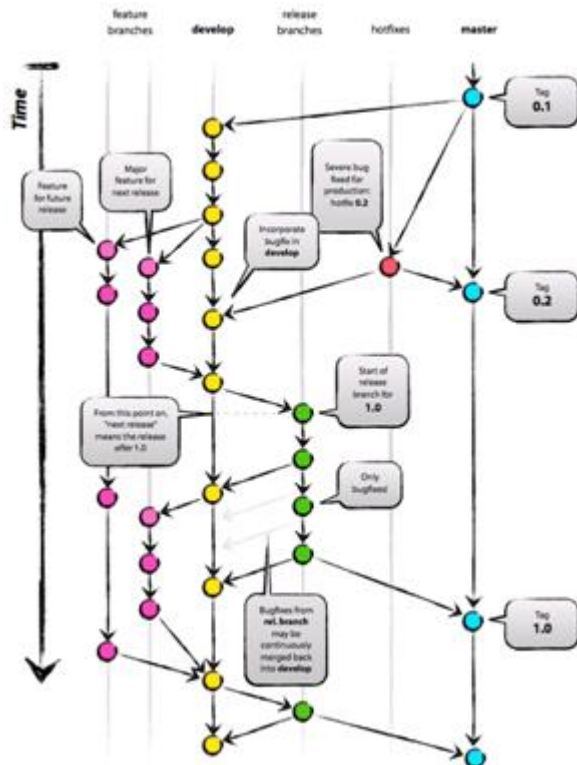 feature
branches
develop
release
branches
hotfixes
master
Time
Tag
0.1
Major
feature for
next release
Feature
for future
release
Severe bug
fixed for
production:
hotfix 0.2
Incorporate
bugfix in
develop
Tag
0.2
Start of
release
branch for
1.0
From this point on,
"next release"
means the release
after 1.0
Only
bugfixes!
Bugfixes from
rel. branch
may be
continuously
merged back
into develop
Tag
1.0